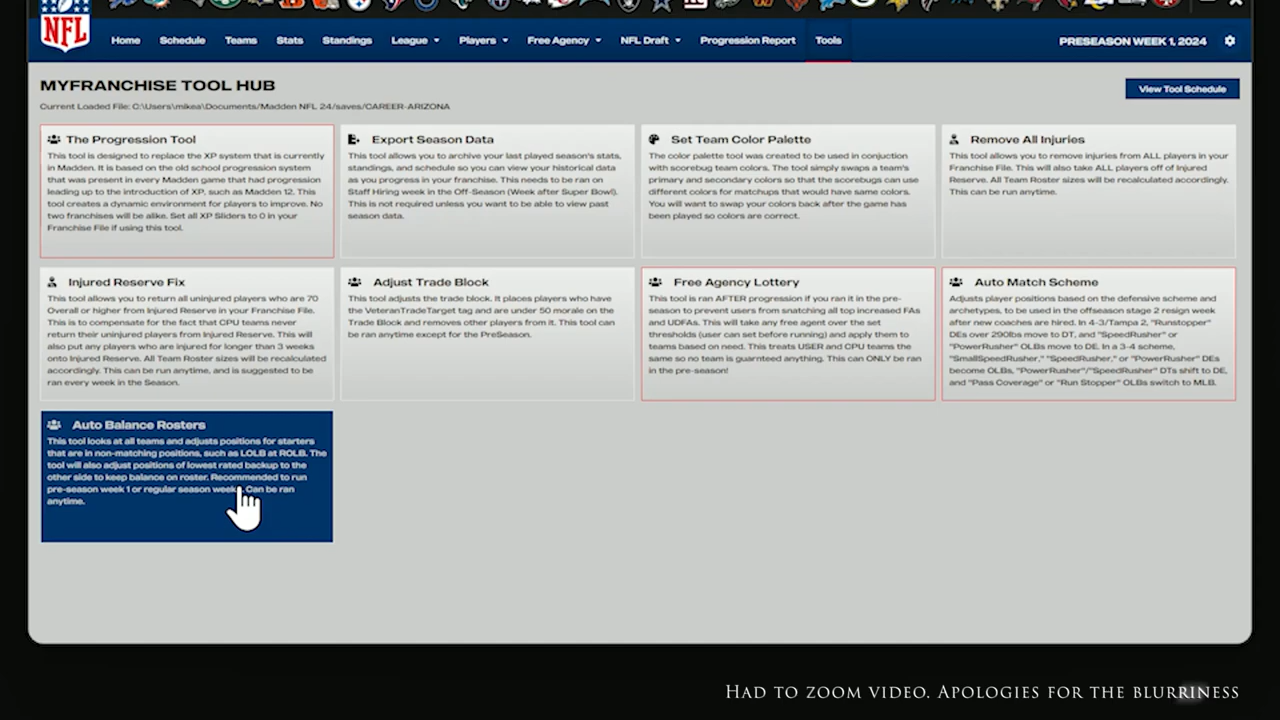 NFL
Home Schedule Teams Stats Standings League Players Free Agency NFL Draft Progression Report Tools PRESEASON WEEK 1, 2024
MYFRANCHISE TOOL HUB
View Tool Schedule
Current Loaded File: C:\Users\mikea\Documents/Madden NFL 24/saves/CAREER-ARIZONA
The Progression Tool
This tool is designed to replace the XP system that is currently
in Madden. It is based on the old school progression system
that was present in every Madden game that had progression
leading up to the introduction of XP, such as Madden 12. This
tool creates a dynamic environment for players to improve. No
two franchises will be alike. Set all XP Sliders to 0 in your
Franchise File if using this tool.
Export Season Data
This tool allows you to archive your last played season's stats,
standings, and schedule so you can view your historical data
as you progress in your franchise. This needs to be ran on
Staff Hiring week in the Off-Season (Week after Super Bowl).
This is not required unless you want to be able to view past
season data.
Set Team Color Palette
The color palette tool was created to be used in conjuction
with scorebug team colors. The tool simply swaps a team's
primary and secondary colors so that the scorebugs can use
different colors for matchups that would have same colors.
You will want to swap your colors back after the game has
been played so colors are correct.
Remove All Injuries
This tool allows you to remove injuries from ALL players in your
Franchise File. This will also take ALL players off of Injured
Reserve. All Team Roster sizes will be recalculated accordingly.
This can be run anytime.
Injured Reserve Fix
This tool allows you to return all uninjured players who are 70
Overall or higher from Injured Reserve in your Franchise File.
This is to compensate for the fact that CPU teams never
return their uninjured players from Injured Reserve. This will
also put any players who are injured for longer than 3 weeks
onto Injured Reserve. All Team Roster sizes will be recalculated
accordingly. This can be run anytime, and is suggested to be
ran every week in the Season.
Adjust Trade Block
This tool adjusts the trade block. It places players who have
the VeteranTradeTarget tag and are under 50 morale on the
Trade Block and removes other players from it. This tool can
be ran anytime except for the PreSeason.
Free Agency Lottery
This tool is ran AFTER progression if you ran it in the pre-
season to prevent users from snatching all top increased FAs
and UDFAs. This will take any free agent over the set
thresholds (user can set before running) and apply them to
teams based on need. This treats USER and CPU teams the
same so no team is guarnteed anything. This can ONLY be ran
in the pre-season!
Auto Match Scheme
Adjusts player positions based on the defensive scheme and
archetypes, to be used in the offseason stage 2 resign week
after new coaches are hired. In 4-3/Tampa 2, "Runstopper"
DEs over 290lbs move to DT, and "SpeedRusher" or
"PowerRusher" OLBs move to DE. In a 3-4 scheme,
"SmallSpeedRusher," "SpeedRusher," or "PowerRusher" DEs
become OLBs, "PowerRusher"/"SpeedRusher" DTs shift to DE,
and "Pass Coverage" or "Run Stopper" OLBs switch to MLB.
Auto Balance Rosters
This tool looks at all teams and adjusts positions for starters
that are in non-matching positions, such as LOLB at ROLB. The
tool will also adjust positions of lowest rated backup to the
other side to keep balance on roster. Recommended to run
pre-season week 1 or regular season week Can be ran
anytime.
Had to zoom video. Apologies for the blurriness